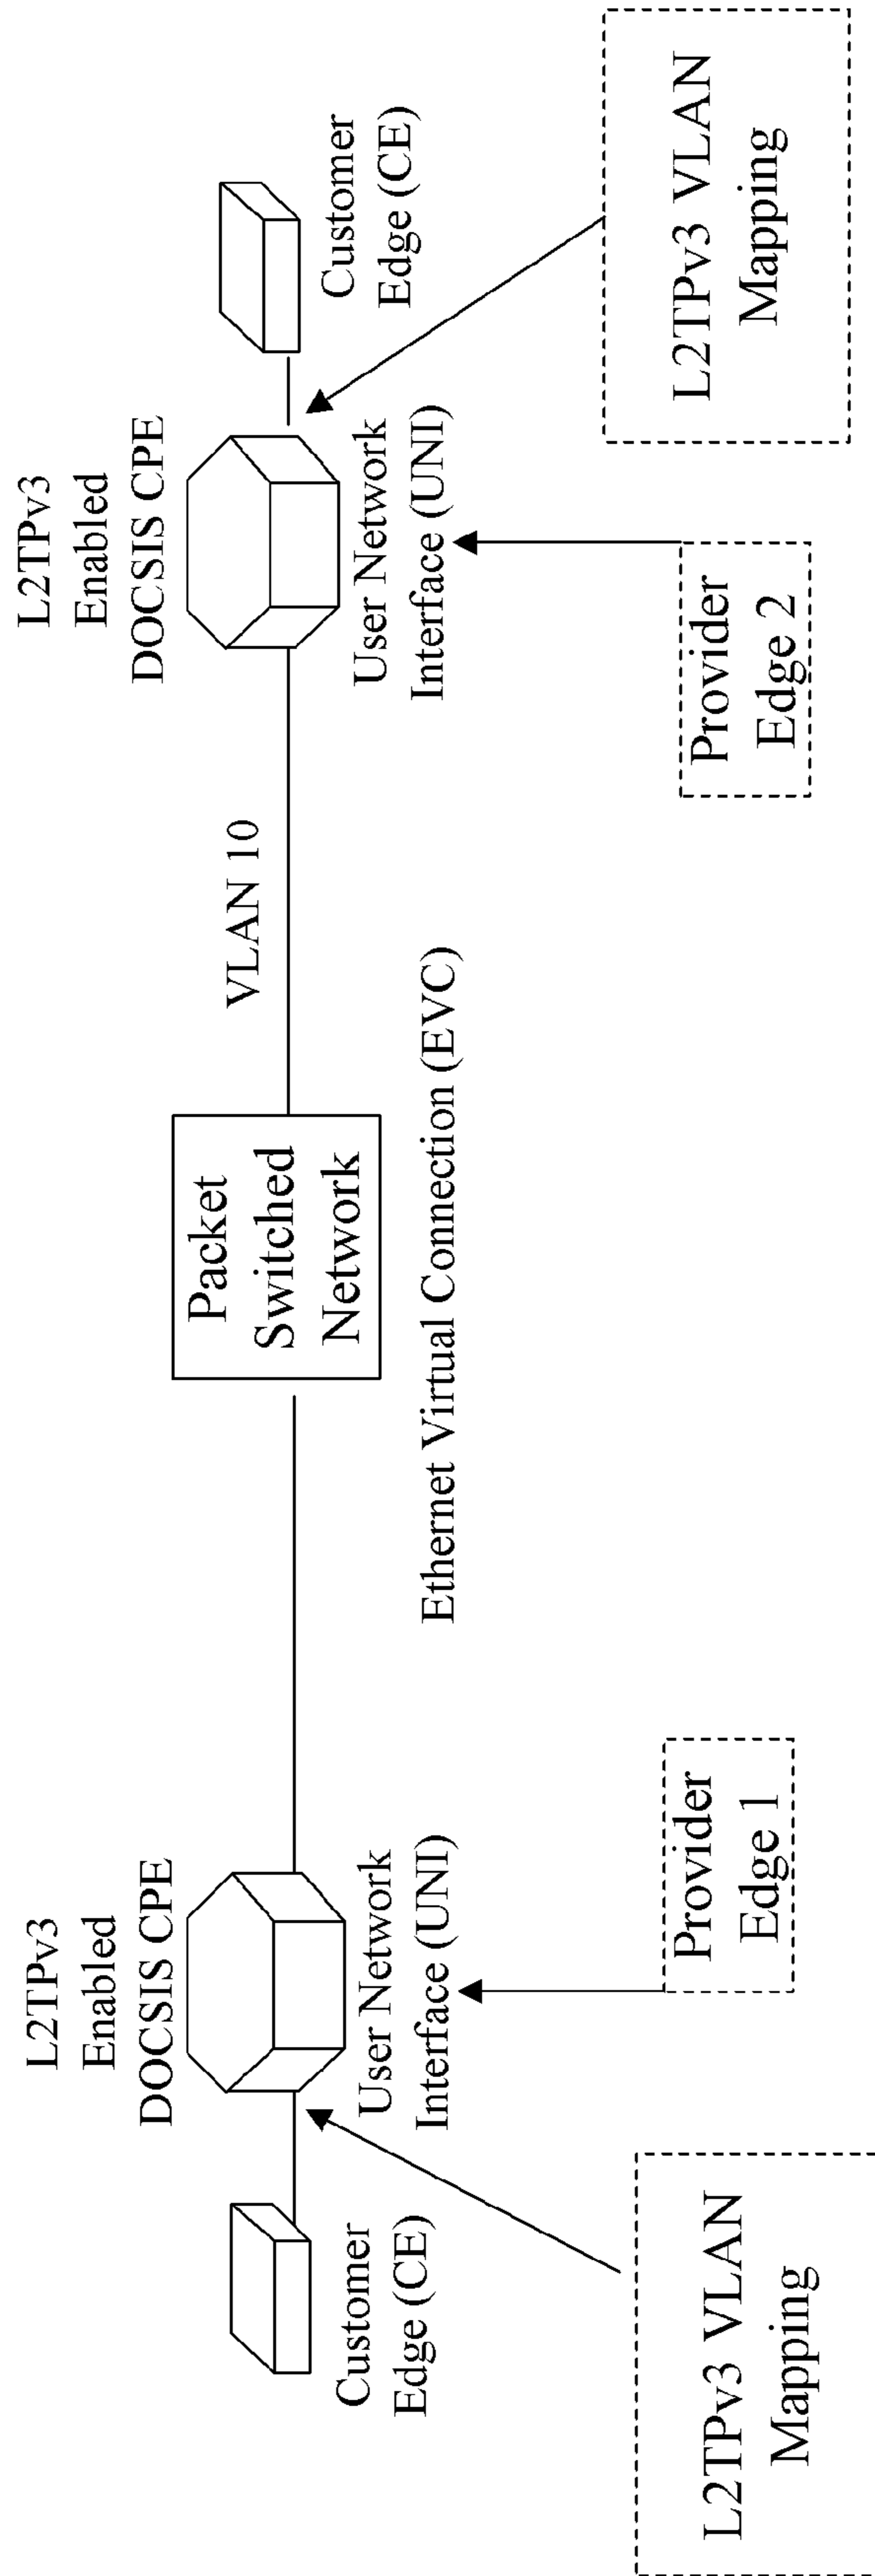 L2TPv3
Enabled
DOCSIS CPE
L2TPv3
Enabled
DOCSIS CPE
Customer
Edge (CE)
User Network
Interface (UNI)
Packet
Switched
Network
VLAN 10
Ethernet Virtual Connection (EVC)
User Network
Interface (UNI)
Customer
Edge (CE)
L2TPv3 VLAN
Mapping
Provider
Edge 1
Provider
Edge 2
L2TPv3 VLAN
Mapping